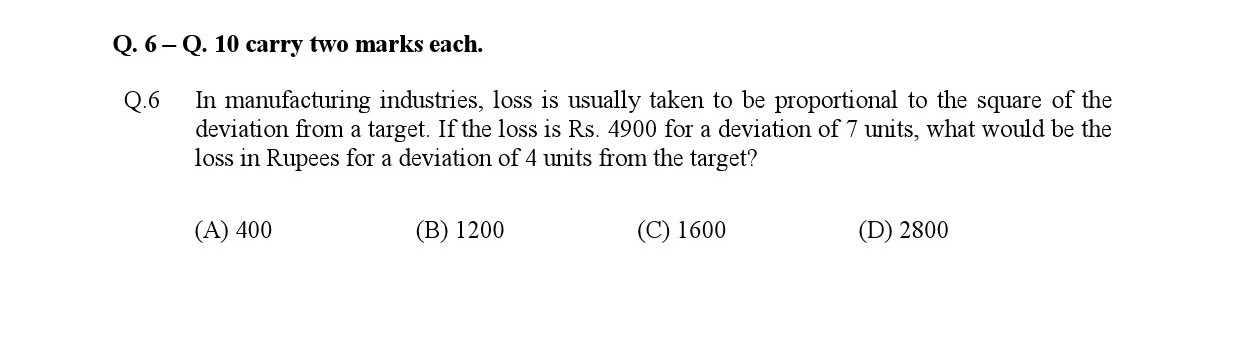 Q. 6 – Q. 10 carry two marks each.
Q.6 In manufacturing industries, loss is usually taken to be proportional to the square of the
deviation from a target. If the loss is Rs. 4900 for a deviation of 7 units, what would be the
loss in Rupees for a deviation of 4 units from the target?
(A) 400 (B) 1200 (C) 1600 (D) 2800